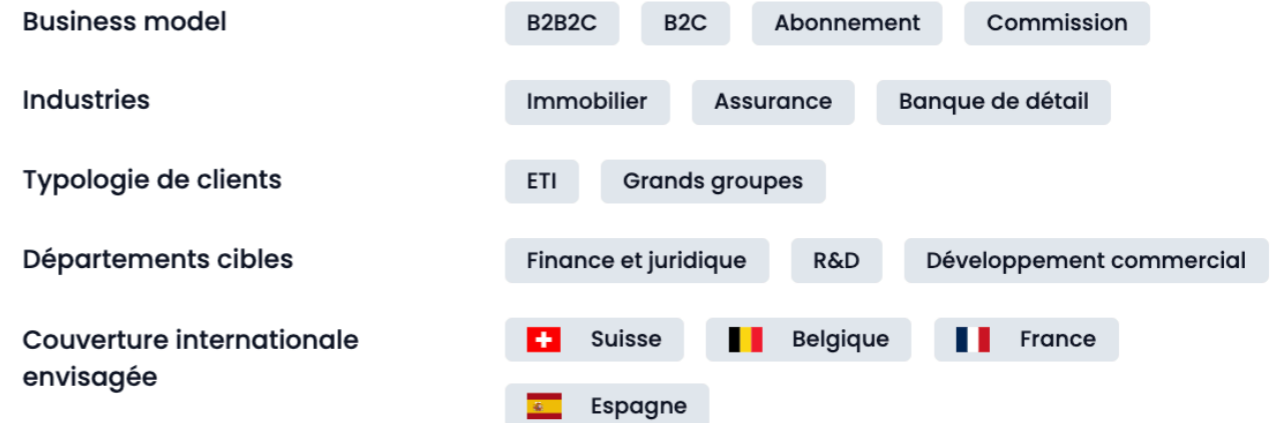 Business model B2B2C B2C Abonnement Commission
Industries Immobilier Assurance Banque de détail
Typologie de clients ETI Grands groupes
Départements cibles Finance et juridique R&D Développement commercial
Couverture internationale envisagée Suisse Belgique France
Espagne